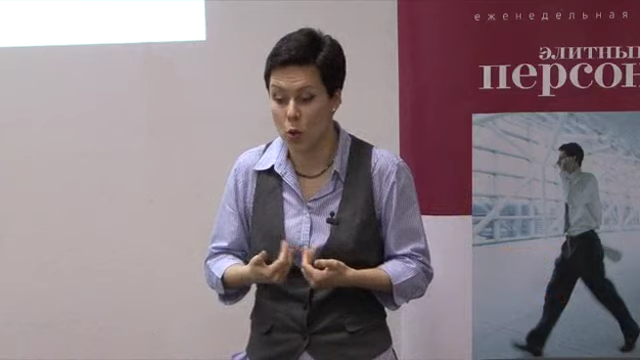 еженедельная
элитный
персон